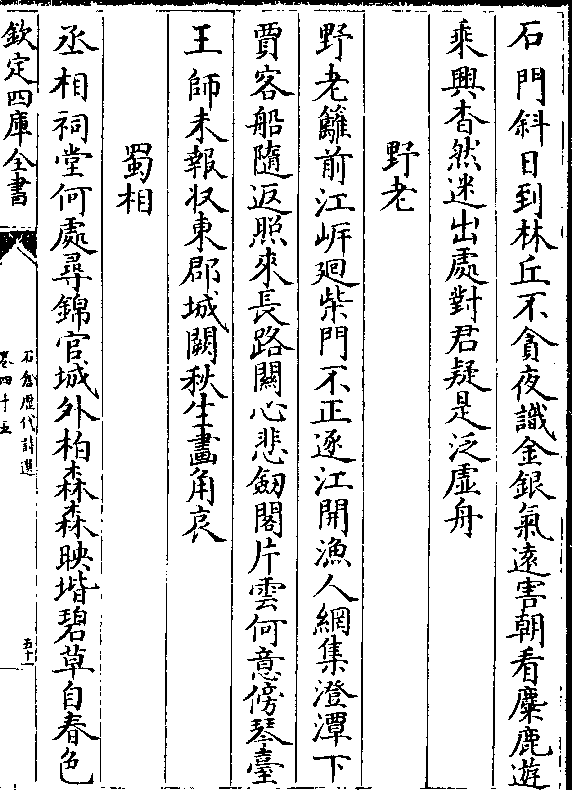 石門斜日到林丘不貪夜識金銀氣遠害朝看麋鹿遊
乘興杳然迷出處對君疑是泛虛舟
野老
野老籬前江岸廻柴門不正逐江開漁人網集澄潭下
賈客船隨返照來長路關心悲劒閣片雲何意傍琴臺
王師未報收東郡城闕秋生畫角哀
蜀相
丞相祠堂何處尋錦官城外柏森森映堦碧草自春色
欽定四庫全書
石倉歴代詩選
卷四十五
五十一